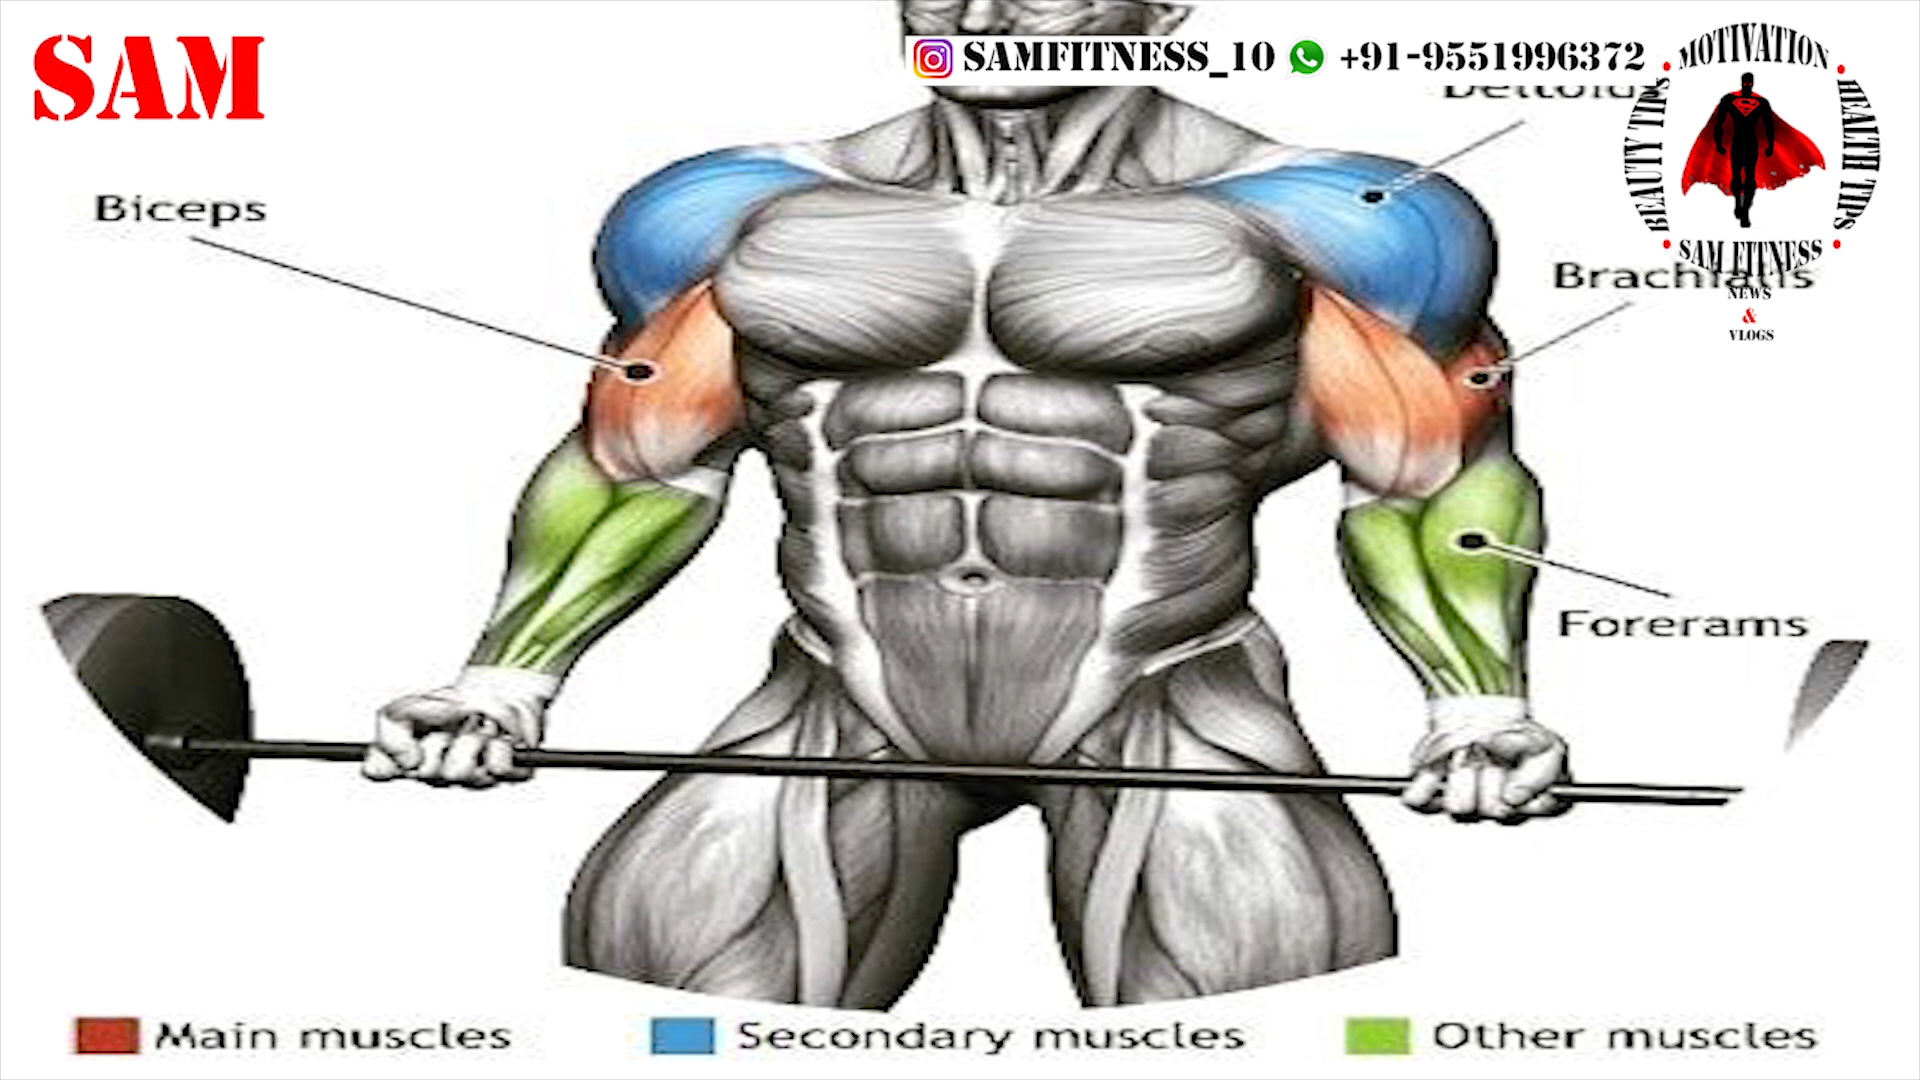 SAM
SAMFITNESS_10 +91-9551996372
MOTIVATION
BEAUTY TIPS
HEALTH TIPS
SAM FITNESS
NEWS
&
VLOGS
Biceps
Brachialis
Forerams
Main muscles
Secondary muscles
Other muscles